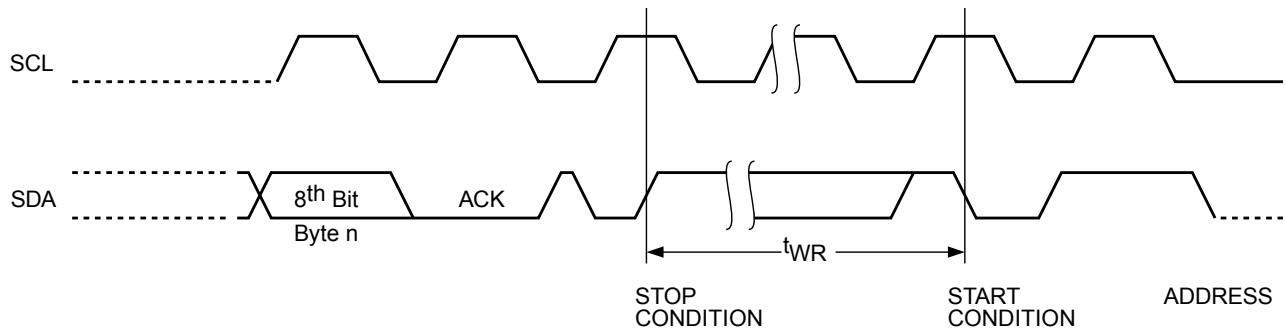 SCL
SDA
8th Bit
Byte n
ACK
tWR
STOP
CONDITION
START
CONDITION
ADDRESS